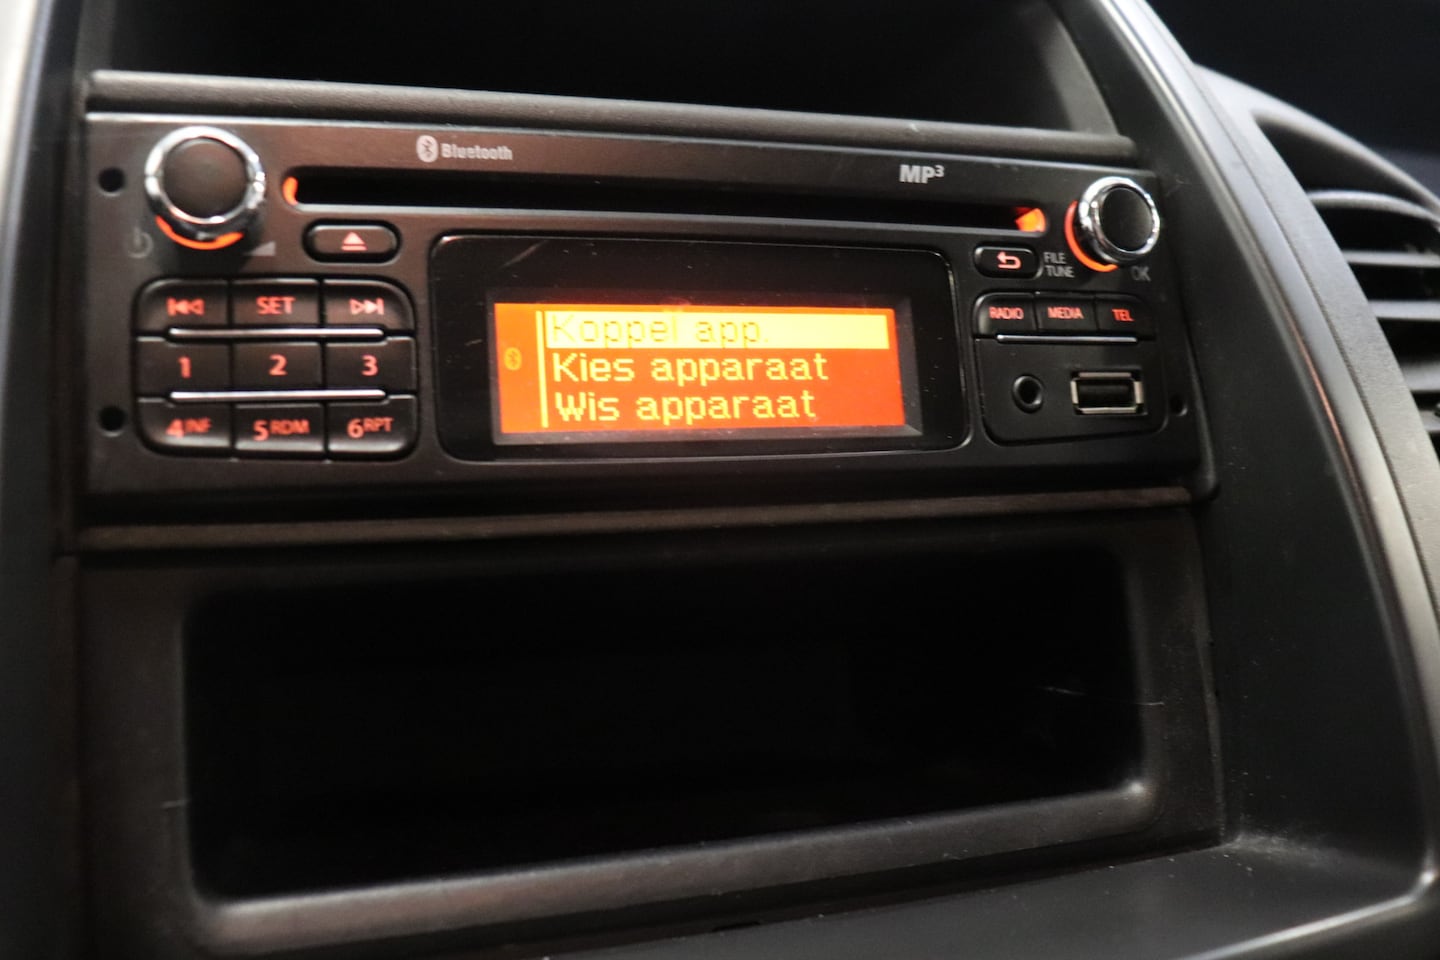 Bluetooth
MP3
FILE
TUNE
OK
SET
RADIO MEDIA TEL
1 2 3
4INF 5RDM 6RPT
Koppel app.
Kies apparaat
Wis apparaat